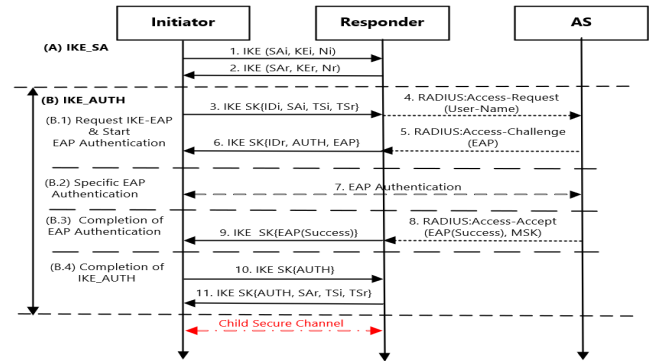 Initiator
Responder
AS
(A) IKE_SA
1. IKE (SAi, KEi, Ni)
2. IKE (SAr, KEr, Nr)
(B) IKE_AUTH
(B.1) Request IKE-EAP
& Start
EAP Authentication
3. IKE SK{IDi, SAi, TSi, TSr}
4. RADIUS:Access-Request
(User-Name)
5. RADIUS:Access-Challenge
(EAP)
6. IKE SK{IDr, AUTH, EAP}
(B.2) Specific EAP
Authentication
7. EAP Authentication
(B.3) Completion of
EAP Authentication
8. RADIUS:Access-Accept
(EAP(Success), MSK)
9. IKE SK{EAP(Success)}
(B.4) Completion of
IKE_AUTH
10. IKE SK{AUTH}
11. IKE SK{AUTH, SAr, TSi, TSr}
Child Secure Channel